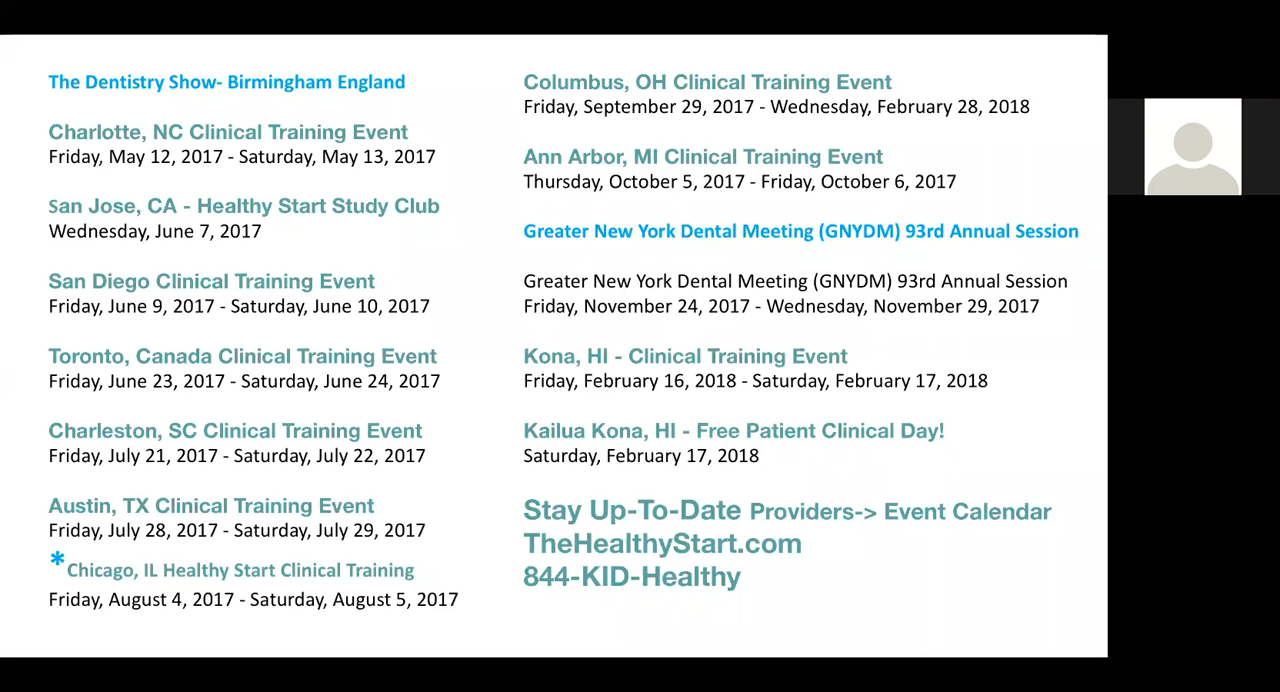 The Dentistry Show- Birmingham England
Charlotte, NC Clinical Training Event
Friday, May 12, 2017 - Saturday, May 13, 2017
San Jose, CA - Healthy Start Study Club
Wednesday, June 7, 2017
San Diego Clinical Training Event
Friday, June 9, 2017 - Saturday, June 10, 2017
Toronto, Canada Clinical Training Event
Friday, June 23, 2017 - Saturday, June 24, 2017
Charleston, SC Clinical Training Event
Friday, July 21, 2017 - Saturday, July 22, 2017
Austin, TX Clinical Training Event
Friday, July 28, 2017 - Saturday, July 29, 2017
*Chicago, IL Healthy Start Clinical Training
Friday, August 4, 2017 - Saturday, August 5, 2017
Columbus, OH Clinical Training Event
Friday, September 29, 2017 - Wednesday, February 28, 2018
Ann Arbor, MI Clinical Training Event
Thursday, October 5, 2017 - Friday, October 6, 2017
Greater New York Dental Meeting (GNYDM) 93rd Annual Session
Greater New York Dental Meeting (GNYDM) 93rd Annual Session
Friday, November 24, 2017 - Wednesday, November 29, 2017
Kona, HI - Clinical Training Event
Friday, February 16, 2018 - Saturday, February 17, 2018
Kailua Kona, HI - Free Patient Clinical Day!
Saturday, February 17, 2018
Stay Up-To-Date Providers-> Event Calendar
TheHealthyStart.com
844-KID-Healthy